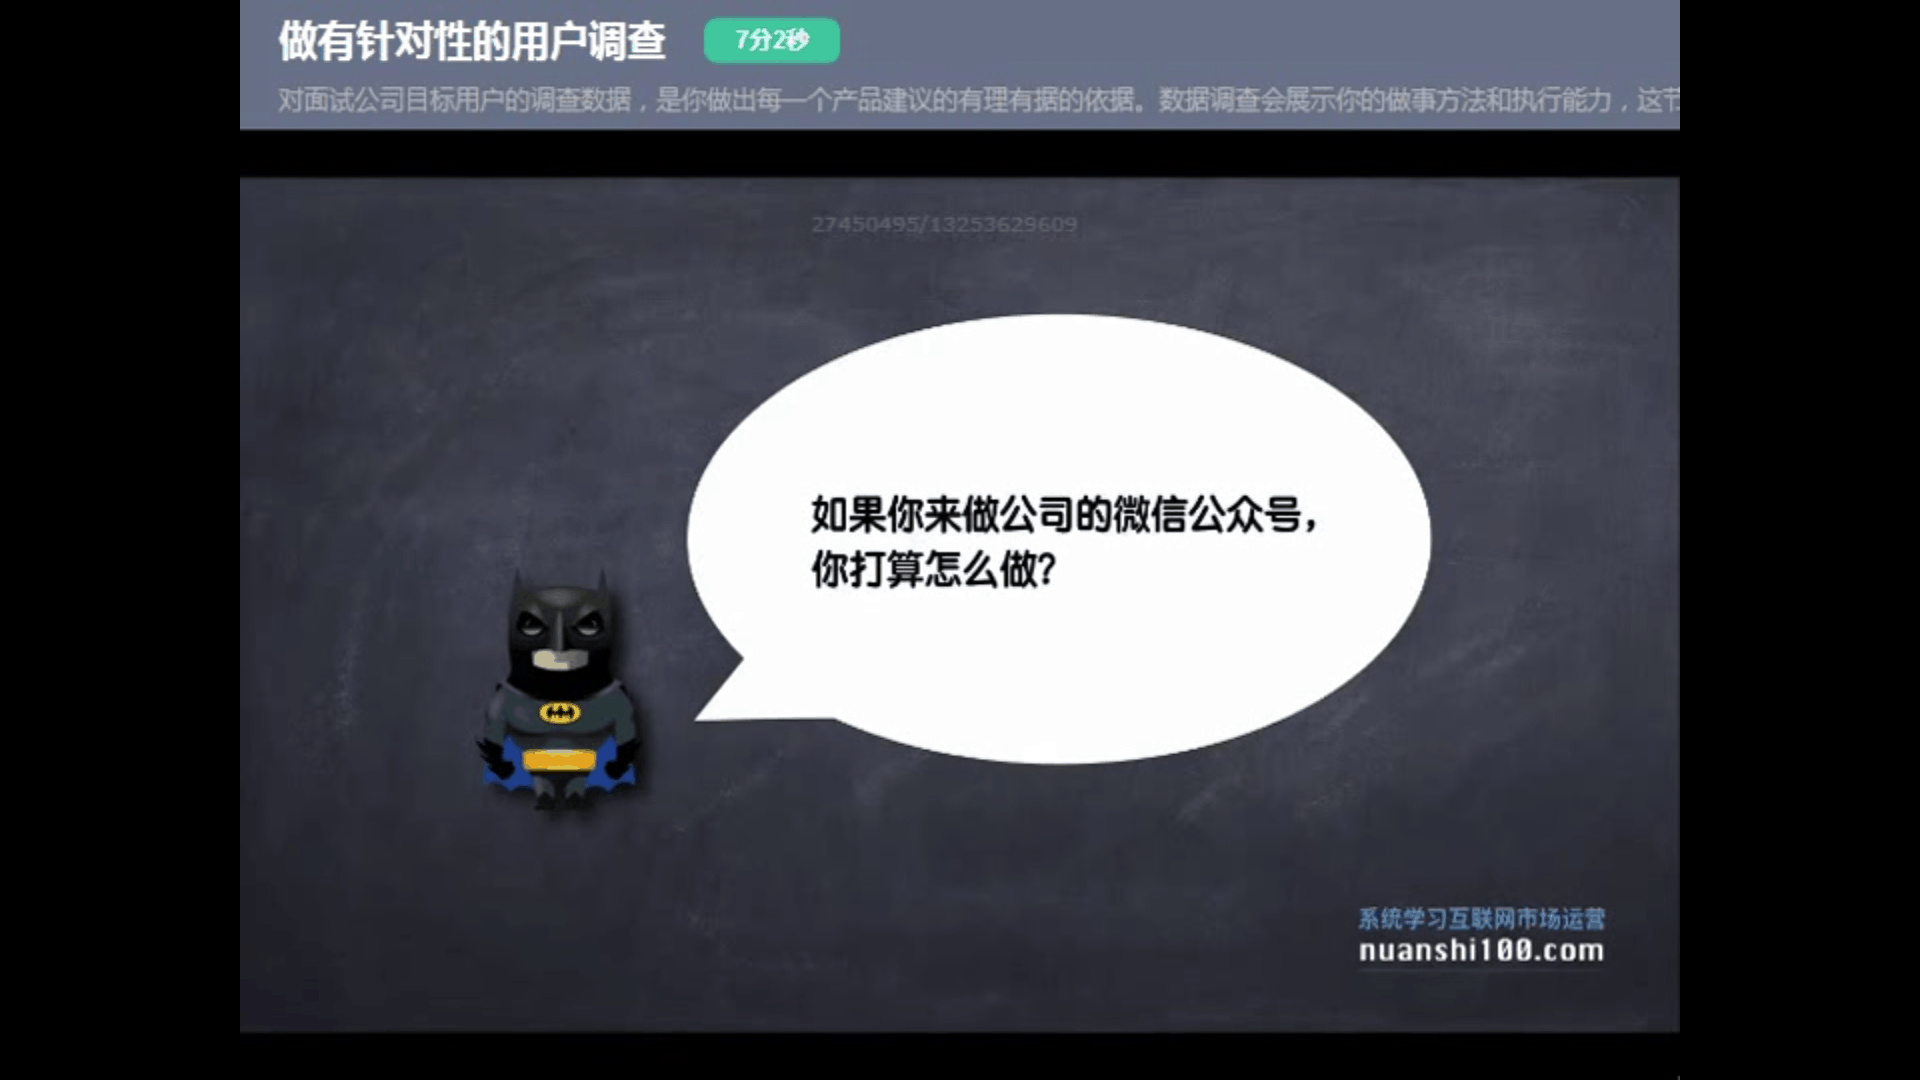 做有针对性的用户调查 7分2秒
对面试公司目标用户的调查数据，是你做出每一个产品建议的有理有据的依据。数据调查会展示你的做事方法和执行能力，这节
27450495/13253629609
如果你来做公司的微信公众号，
你打算怎么做？
系统学习互联网市场运营
nuanshi100.com